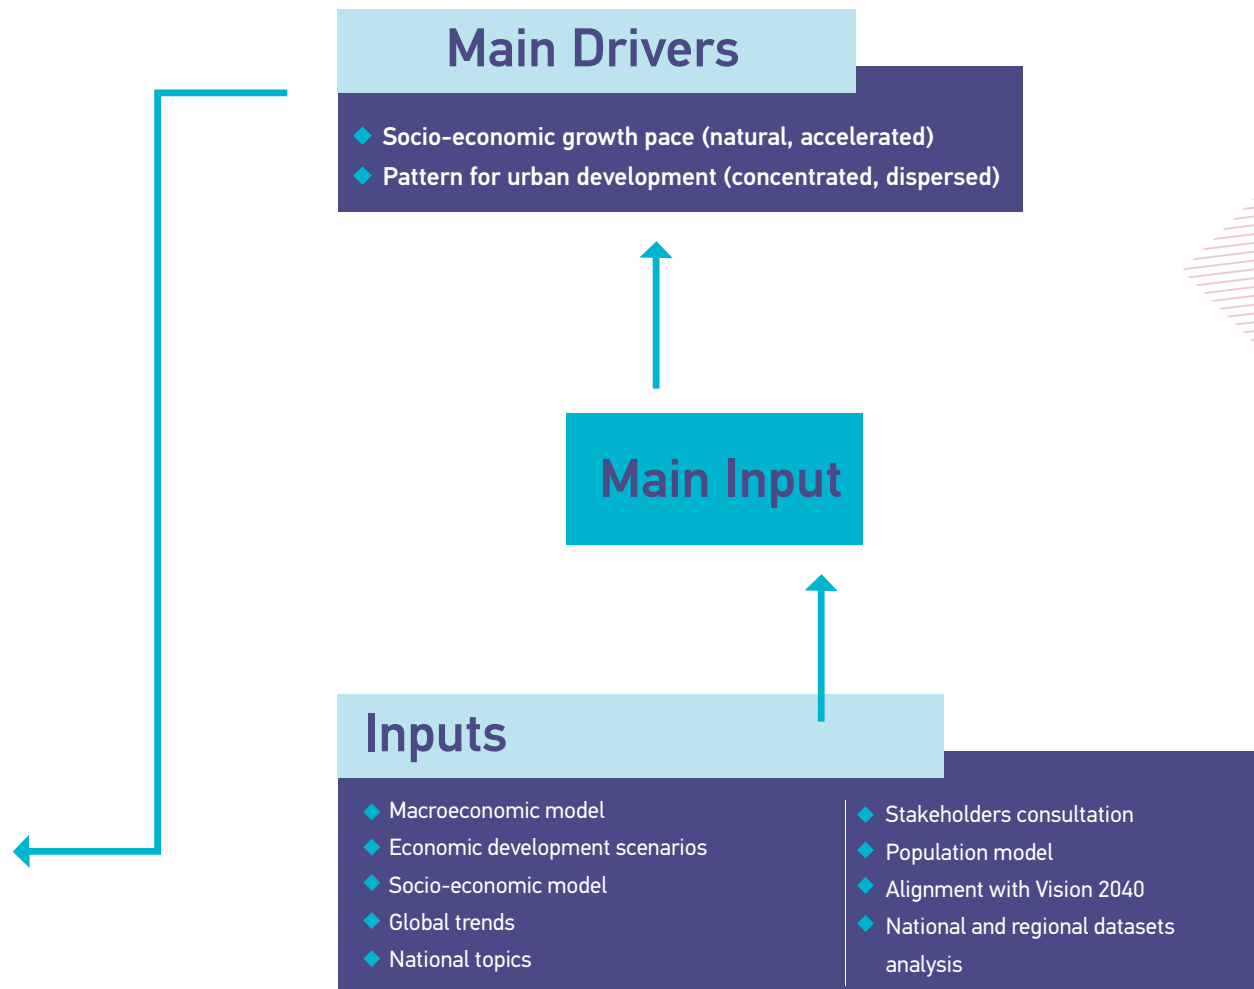 Main Drivers
Socio-economic growth pace (natural, accelerated)
Pattern for urban development (concentrated, dispersed)
Main Input
Inputs
Macroeconomic model
Economic development scenarios
Socio-economic model
Global trends
National topics
Stakeholders consultation
Population model
Alignment with Vision 2040
National and regional datasets
analysis